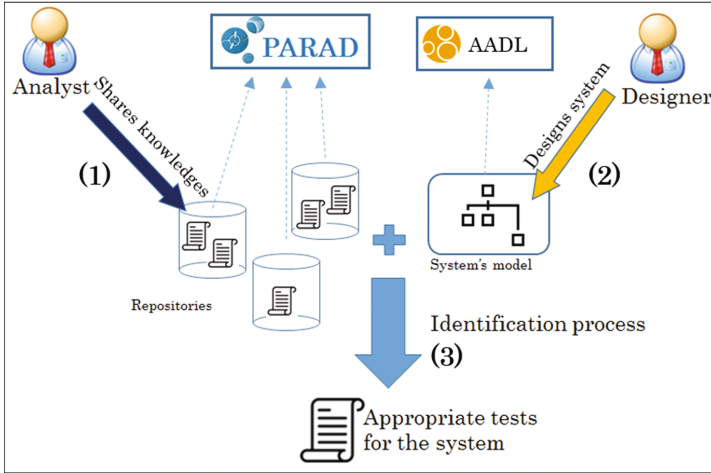 PARAD
AADL
Analyst
Designer
Shares knowledges
Designs system
(1)
(2)
System's model
Repositories
Identification process
(3)
Appropriate tests
for the system